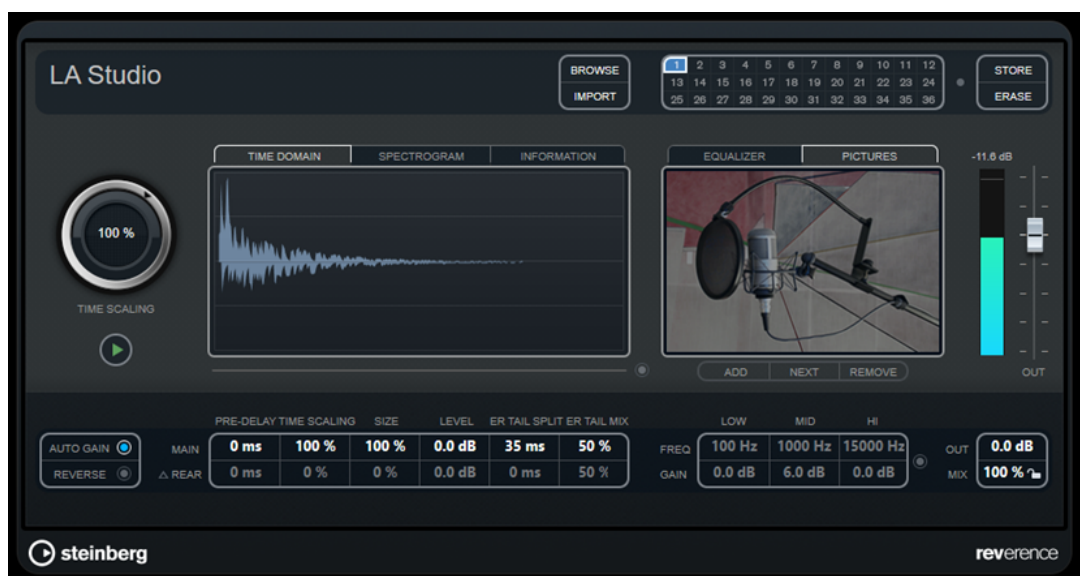 LA Studio
BROWSE
IMPORT
1 2 3 4 5 6 7 8 9 10 11 12
13 14 15 16 17 18 19 20 21 22 23 24
25 26 27 28 29 30 31 32 33 34 35 36
STORE
ERASE
TIME DOMAIN SPECTROGRAM INFORMATION
EQUALIZER PICTURES
-11.6 dB
100 %
TIME SCALING
ADD NEXT REMOVE
OUT
PRE-DELAY TIME SCALING SIZE LEVEL ER TAIL SPLIT ER TAIL MIX
LOW MID HI
AUTO GAIN
REVERSE
MAIN 0 ms 100 % 100 % 0.0 dB 35 ms 50 %
△ REAR 0 ms 0 % 0 % 0.0 dB 0 ms 50 %
FREQ 100 Hz 1000 Hz 15000 Hz
GAIN 0.0 dB 6.0 dB 0.0 dB
OUT 0.0 dB
MIX 100 %
steinberg
reverence